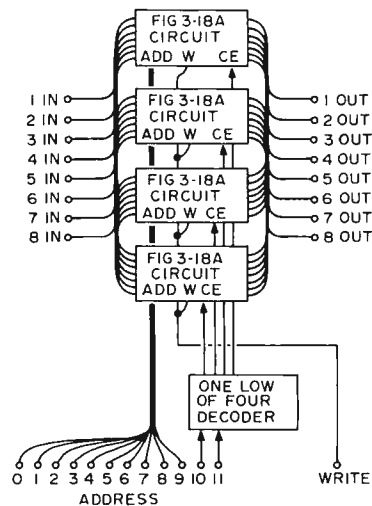 FIG 3-18A
CIRCUIT
ADD W CE
FIG 3-18A
CIRCUIT
ADD W CE
FIG 3-18A
CIRCUIT
ADD W CE
FIG 3-18A
CIRCUIT
ADD W CE
1 IN
2 IN
3 IN
4 IN
5 IN
6 IN
7 IN
8 IN
1 OUT
2 OUT
3 OUT
4 OUT
5 OUT
6 OUT
7 OUT
8 OUT
ONE LOW
OF FOUR
DECODER
0 1 2 3 4 5 6 7 8 9 10 11
ADDRESS
WRITE